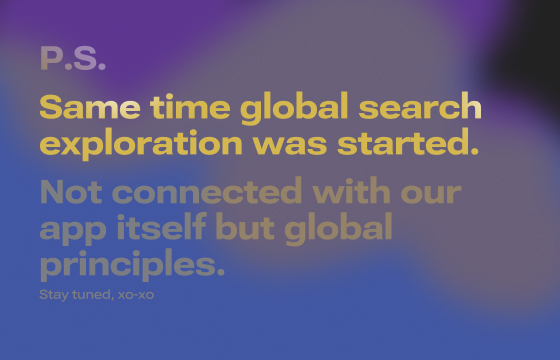 P.S.
Same time global search
exploration was started.
Not connected with our
app itself but global
principles.
Stay tuned, xo-xo